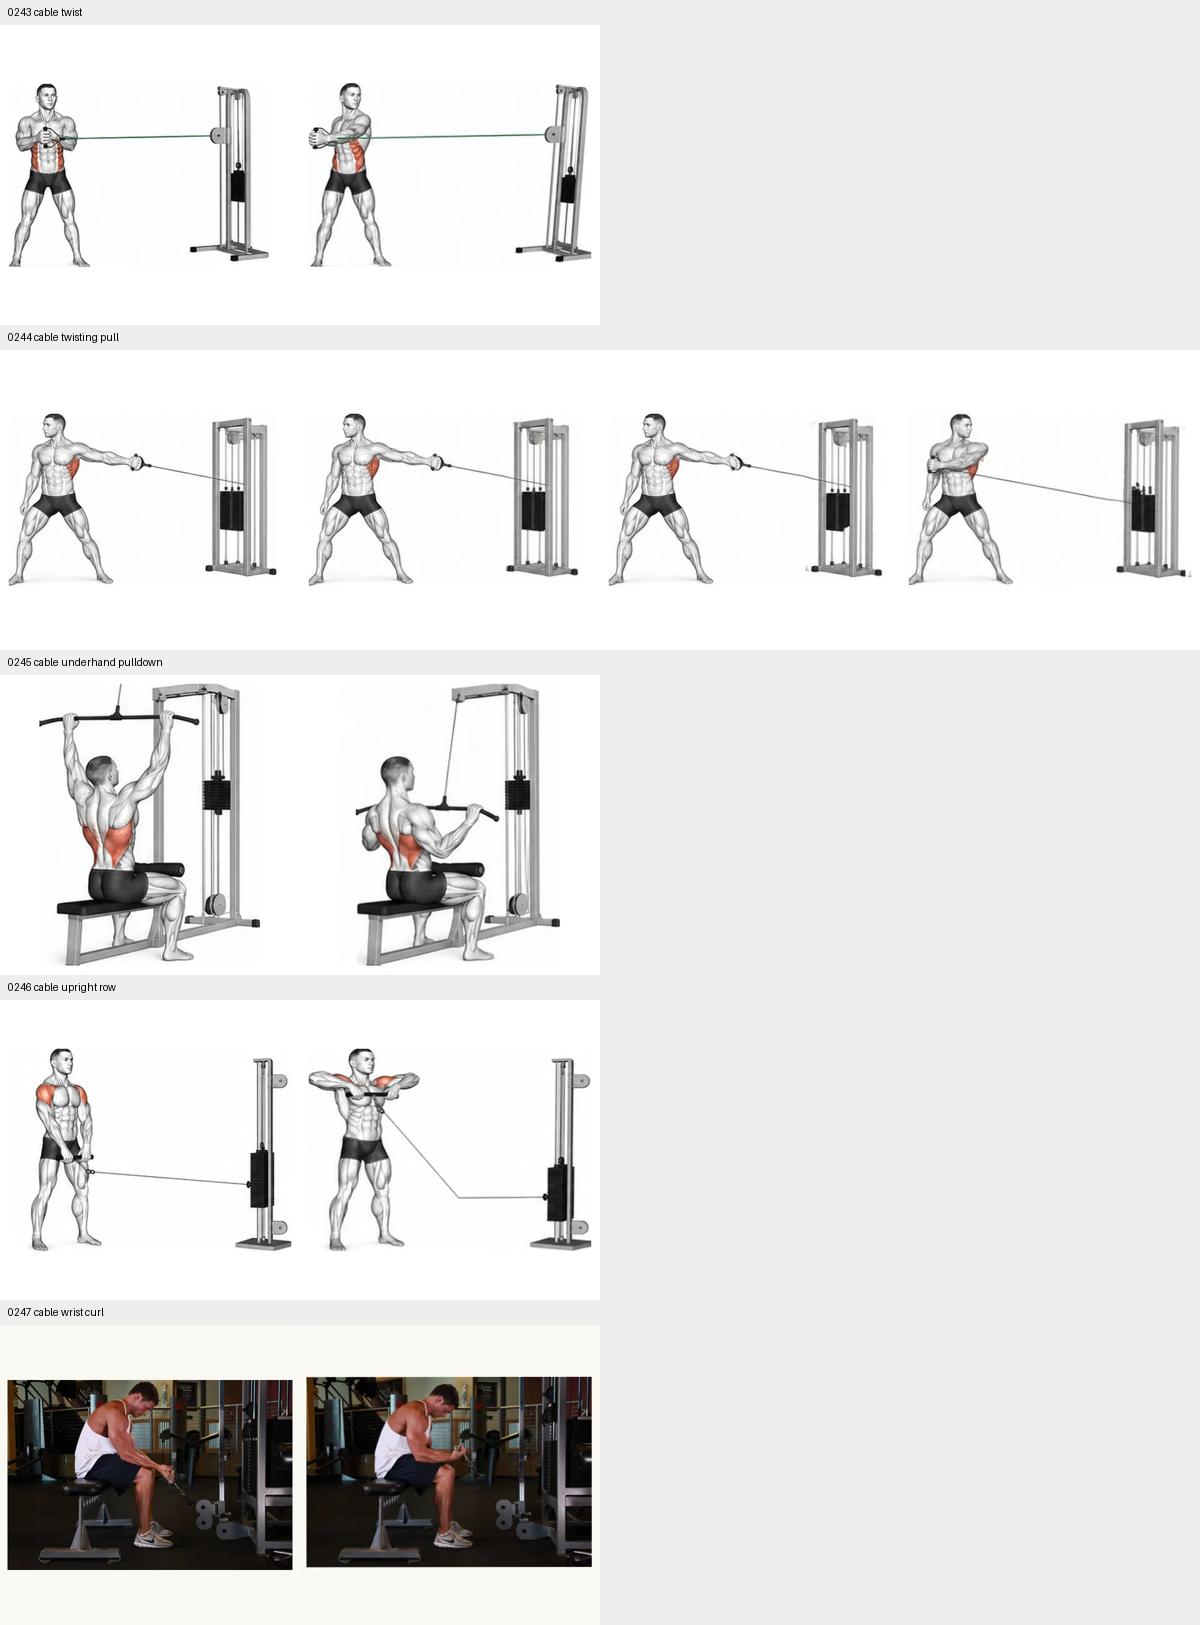 0243 cable twist
0244 cable twisting pull
0245 cable underhand pulldown
0246 cable upright row
0247 cable wrist curl